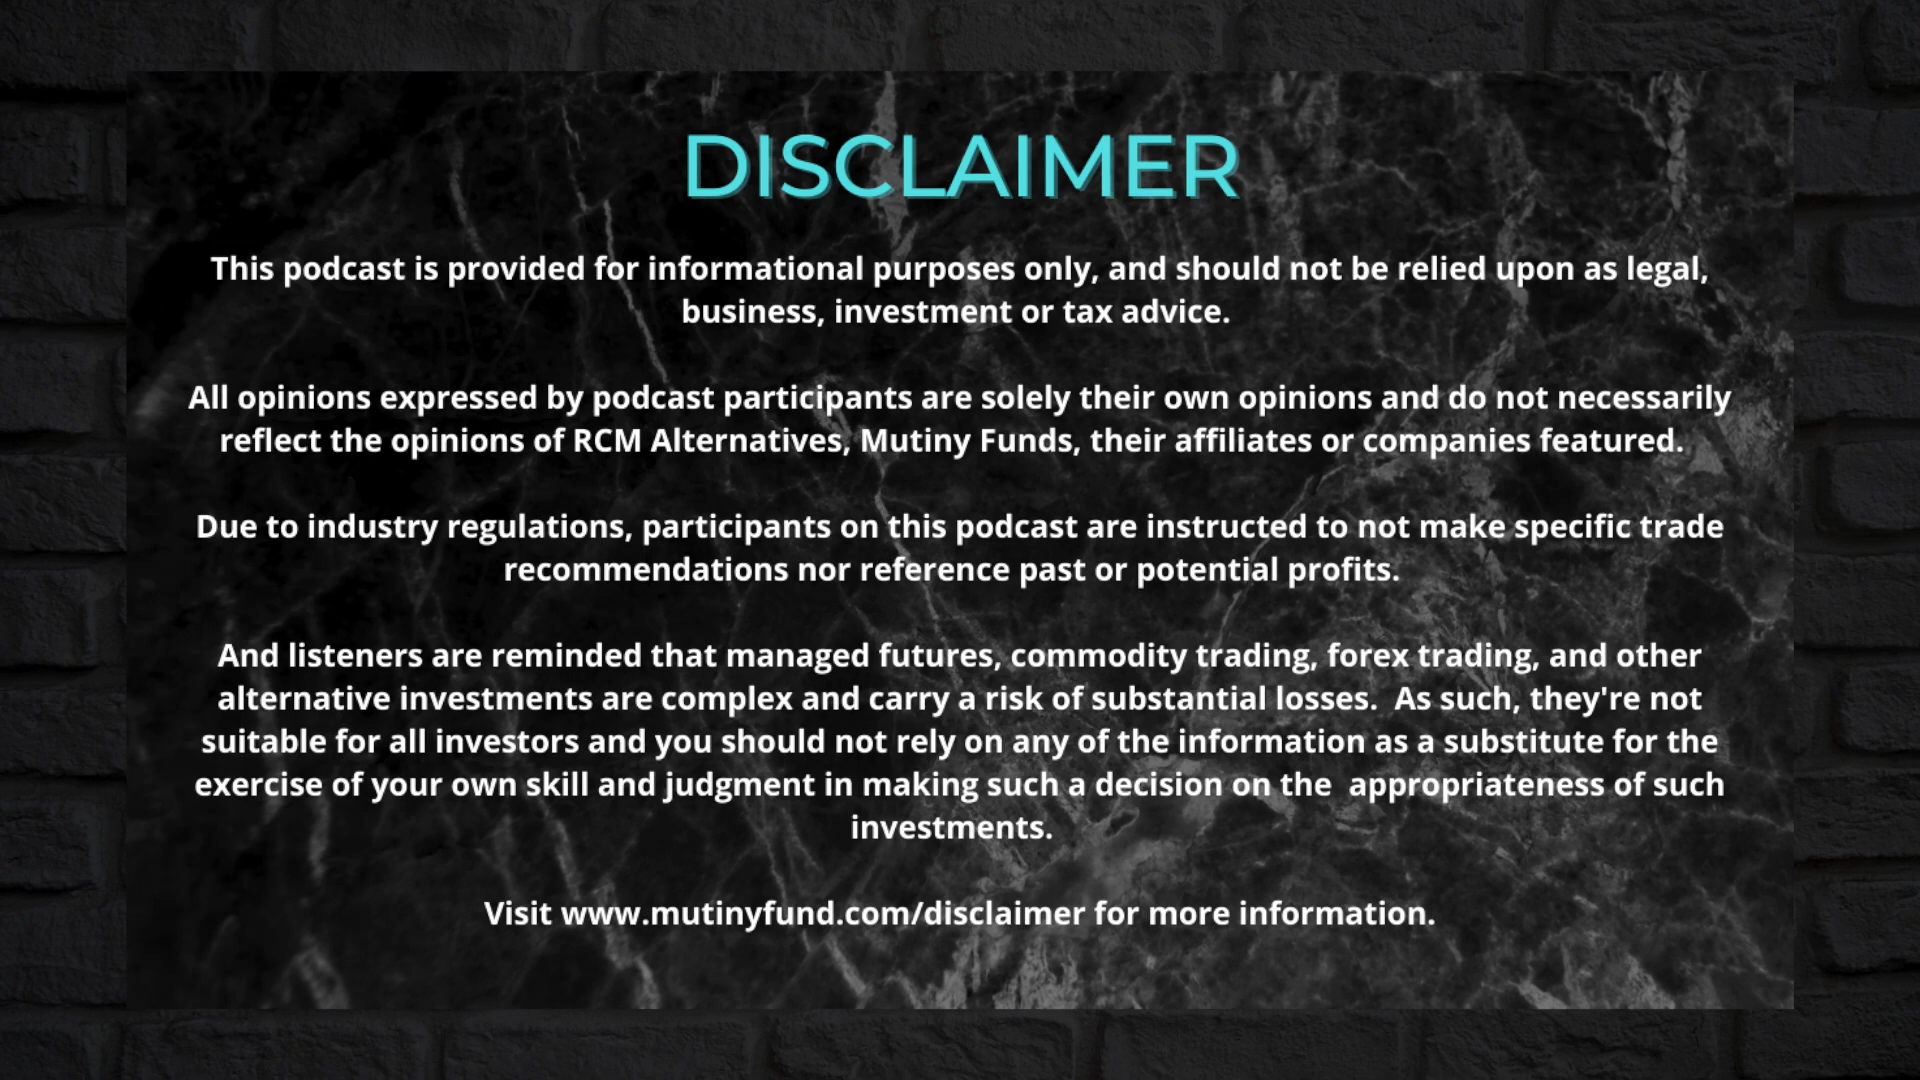 DISCLAIMER
This podcast is provided for informational purposes only, and should not be relied upon as legal,
business, investment or tax advice.
All opinions expressed by podcast participants are solely their own opinions and do not necessarily
reflect the opinions of RCM Alternatives, Mutiny Funds, their affiliates or companies featured.
Due to industry regulations, participants on this podcast are instructed to not make specific trade
recommendations nor reference past or potential profits.
And listeners are reminded that managed futures, commodity trading, forex trading, and other
alternative investments are complex and carry a risk of substantial losses.  As such, they're not
suitable for all investors and you should not rely on any of the information as a substitute for the
exercise of your own skill and judgment in making such a decision on the  appropriateness of such
investments.
Visit www.mutinyfund.com/disclaimer for more information.